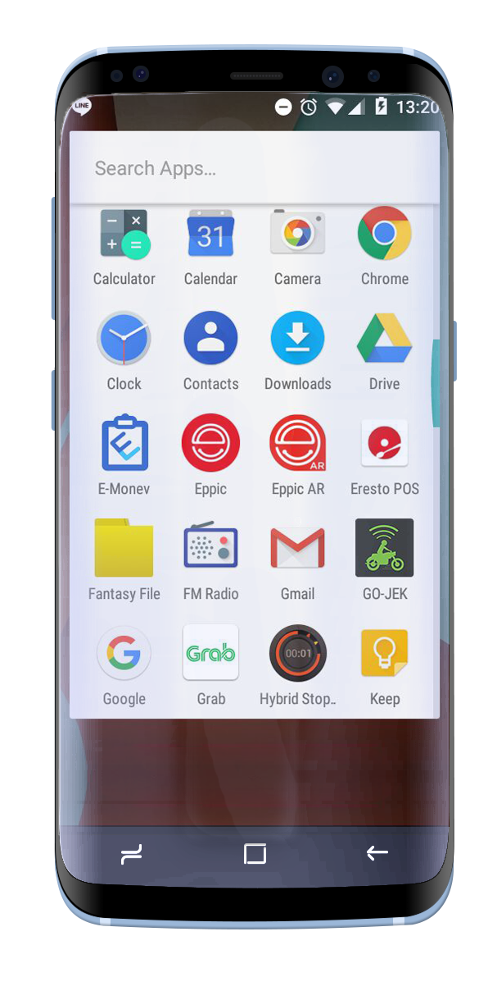 LINE
13:20
Search Apps...
31
Calculator
Calendar
Camera
Chrome
Clock
Contacts
Downloads
Drive
AR
E-Monev
Eppic
Eppic AR
Eresto POS
Fantasy File
FM Radio
Gmail
GO-JEK
G
Grab
00:01
Google
Grab
Hybrid Stop..
Keep